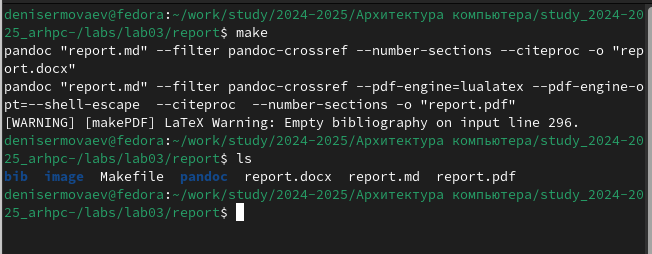 denisermovaev@fedora:~/work/study/2024-2025/Архитектура компьютера/study_2024-20
25_arhpc-/labs/lab03/report$ make
pandoc "report.md" --filter pandoc-crossref --number-sections --citeproc -o "rep
ort.docx"
pandoc "report.md" --filter pandoc-crossref --pdf-engine=lualatex --pdf-engine-o
pt=--shell-escape  --citeproc  --number-sections -o "report.pdf"
[WARNING] [makePDF] LaTeX Warning: Empty bibliography on input line 296.
denisermovaev@fedora:~/work/study/2024-2025/Архитектура компьютера/study_2024-20
25_arhpc-/labs/lab03/report$ ls
bib  image  Makefile  pandoc  report.docx  report.md  report.pdf
denisermovaev@fedora:~/work/study/2024-2025/Архитектура компьютера/study_2024-20
25_arhpc-/labs/lab03/report$